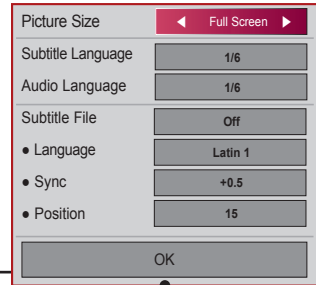 Picture Size ◀ Full Screen ▶
Subtitle Language 1/6
Audio Language 1/6
Subtitle File Off
● Language Latin 1
● Sync +0.5
● Position 15
OK